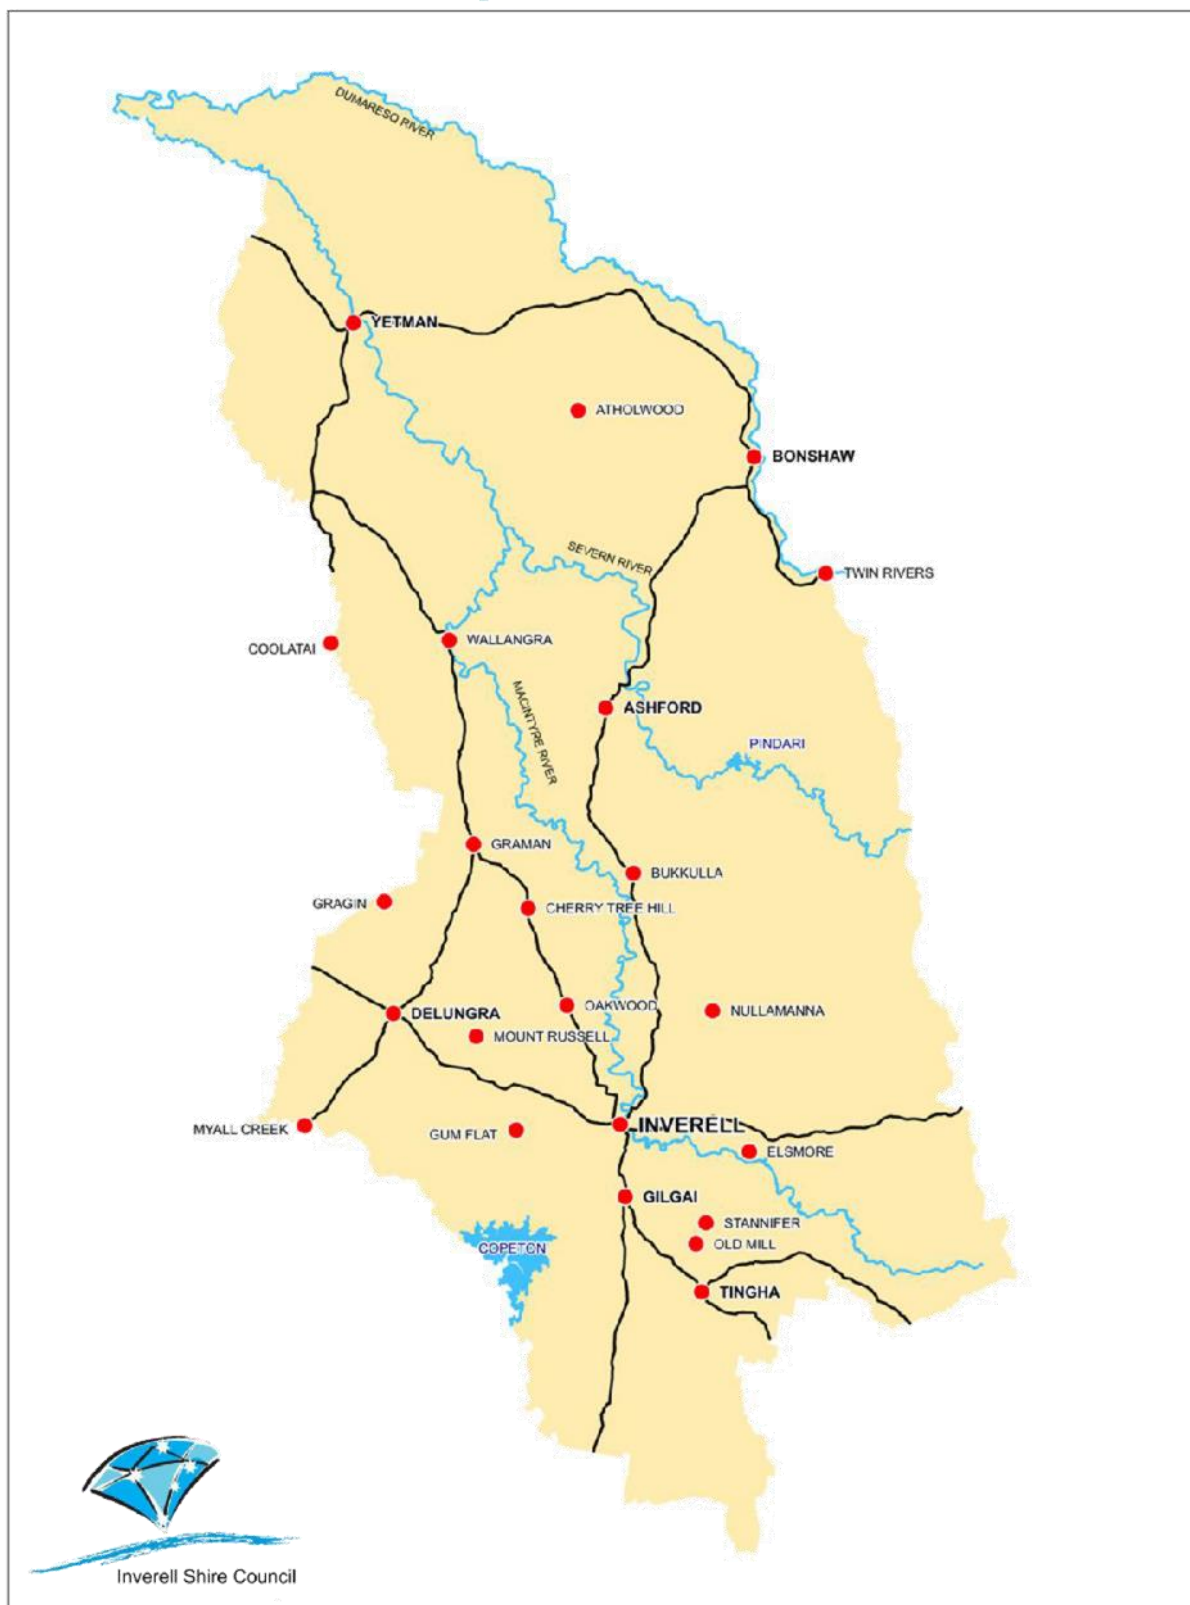 DUMARESQ RIVER
YETMAN
ATHOLWOOD
BONSHAW
SEVERN RIVER
TWIN RIVERS
WALLANGRA
COOLATAI
MACINTYRE RIVER
ASHFORD
PINDARI
GRAMAN
BUKKULLA
GRAGIN
CHERRY TREE HILL
OAKWOOD
NULLAMANNA
DELUNGRA
MOUNT RUSSELL
MYALL CREEK
GUM FLAT
INVERELL
ELSMORE
GILGAI
STANNIFER
OLD MILL
COPETON
TINGHA
Inverell Shire Council